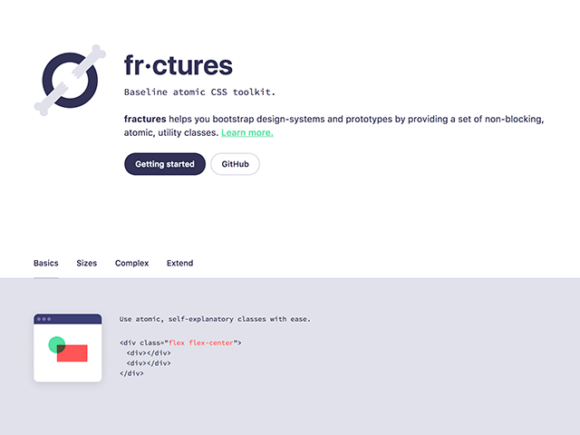 fr·ctures
Baseline atomic CSS toolkit.
fractures helps you bootstrap design-systems and prototypes by providing a set of non-blocking,
atomic, utility classes. Learn more.
Getting started GitHub
Basics Sizes Complex Extend
Use atomic, self-explanatory classes with ease.
<div class="flex flex-center">
  <div></div>
  <div></div>
</div>